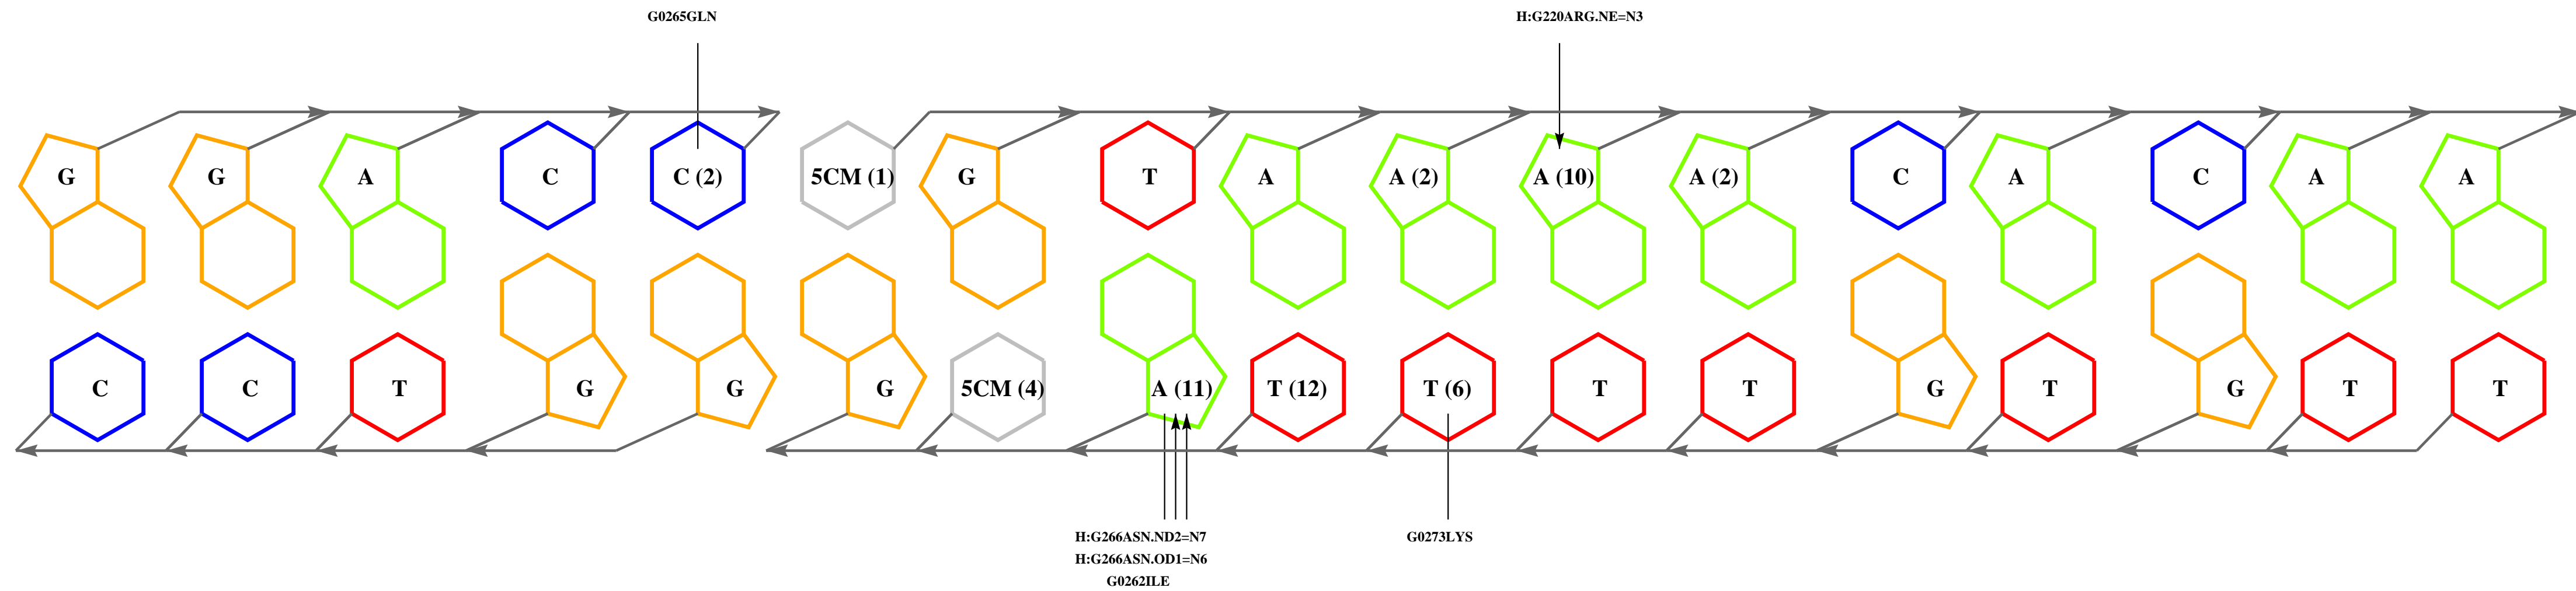 G0265GLN H:G220ARG.NE=N3
G G A C C (2) 5CM (1) G T A A (2) A (10) A (2) C A C A A
C C T G G G 5CM (4) A (11) T (12) T (6) T T G T G T T
H:G266ASN.ND2=N7 G0273LYS
H:G266ASN.OD1=N6
G0262ILE